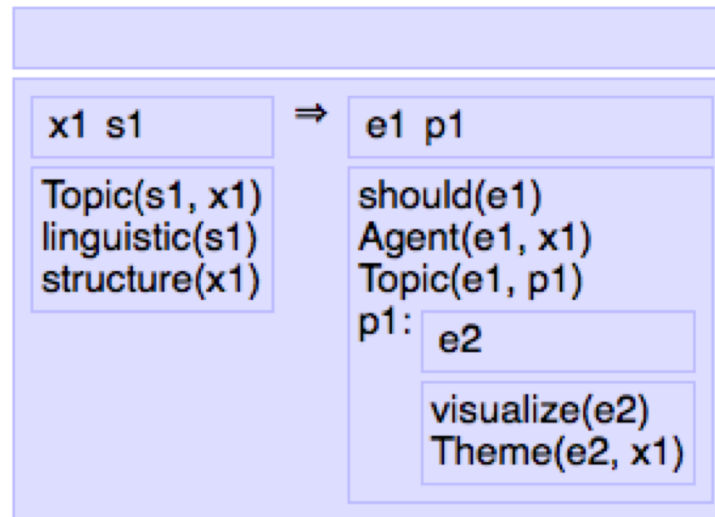 x1 s1
⇒
e1 p1
Topic(s1, x1)
linguistic(s1)
structure(x1)
should(e1)
Agent(e1, x1)
Topic(e1, p1)
p1:
e2
visualize(e2)
Theme(e2, x1)